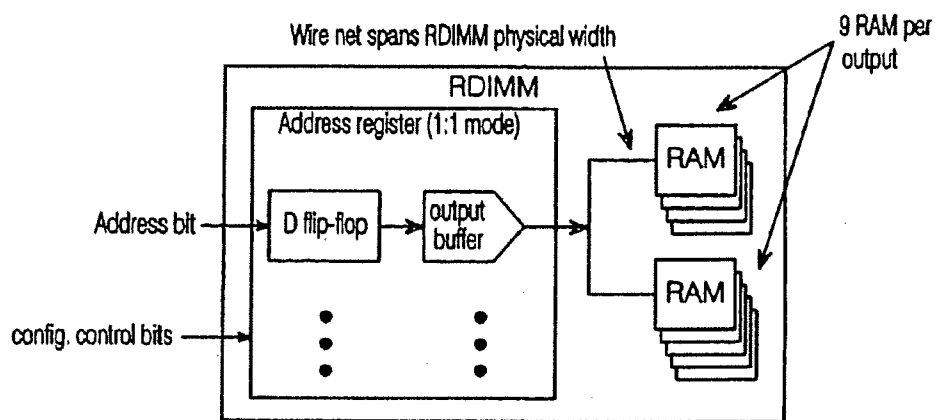 Wire net spans RDIMM physical width
9 RAM per
output
RDIMM
Address register (1:1 mode)
RAM
Address bit
D flip-flop
output
buffer
RAM
config. control bits